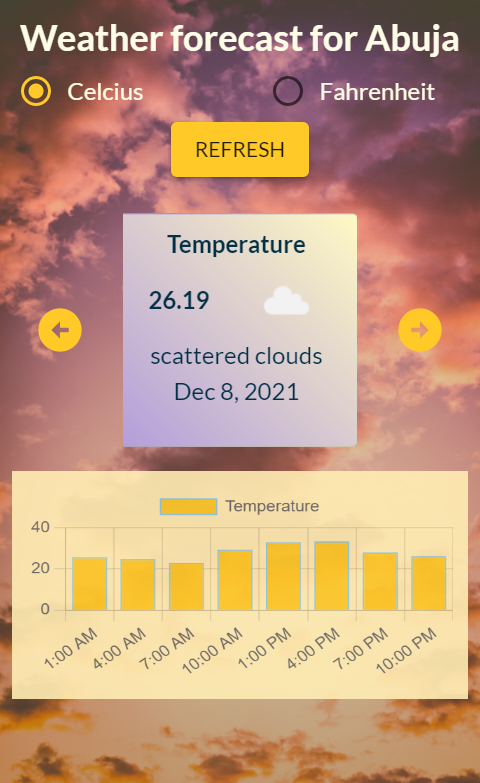 Weather forecast for Abuja
Celcius
Fahrenheit
REFRESH
Temperature
26.19
scattered clouds
Dec 8, 2021
Temperature
40
20
0
1:00 AM
4:00 AM
7:00 AM
10:00 AM
1:00 PM
4:00 PM
7:00 PM
10:00 PM